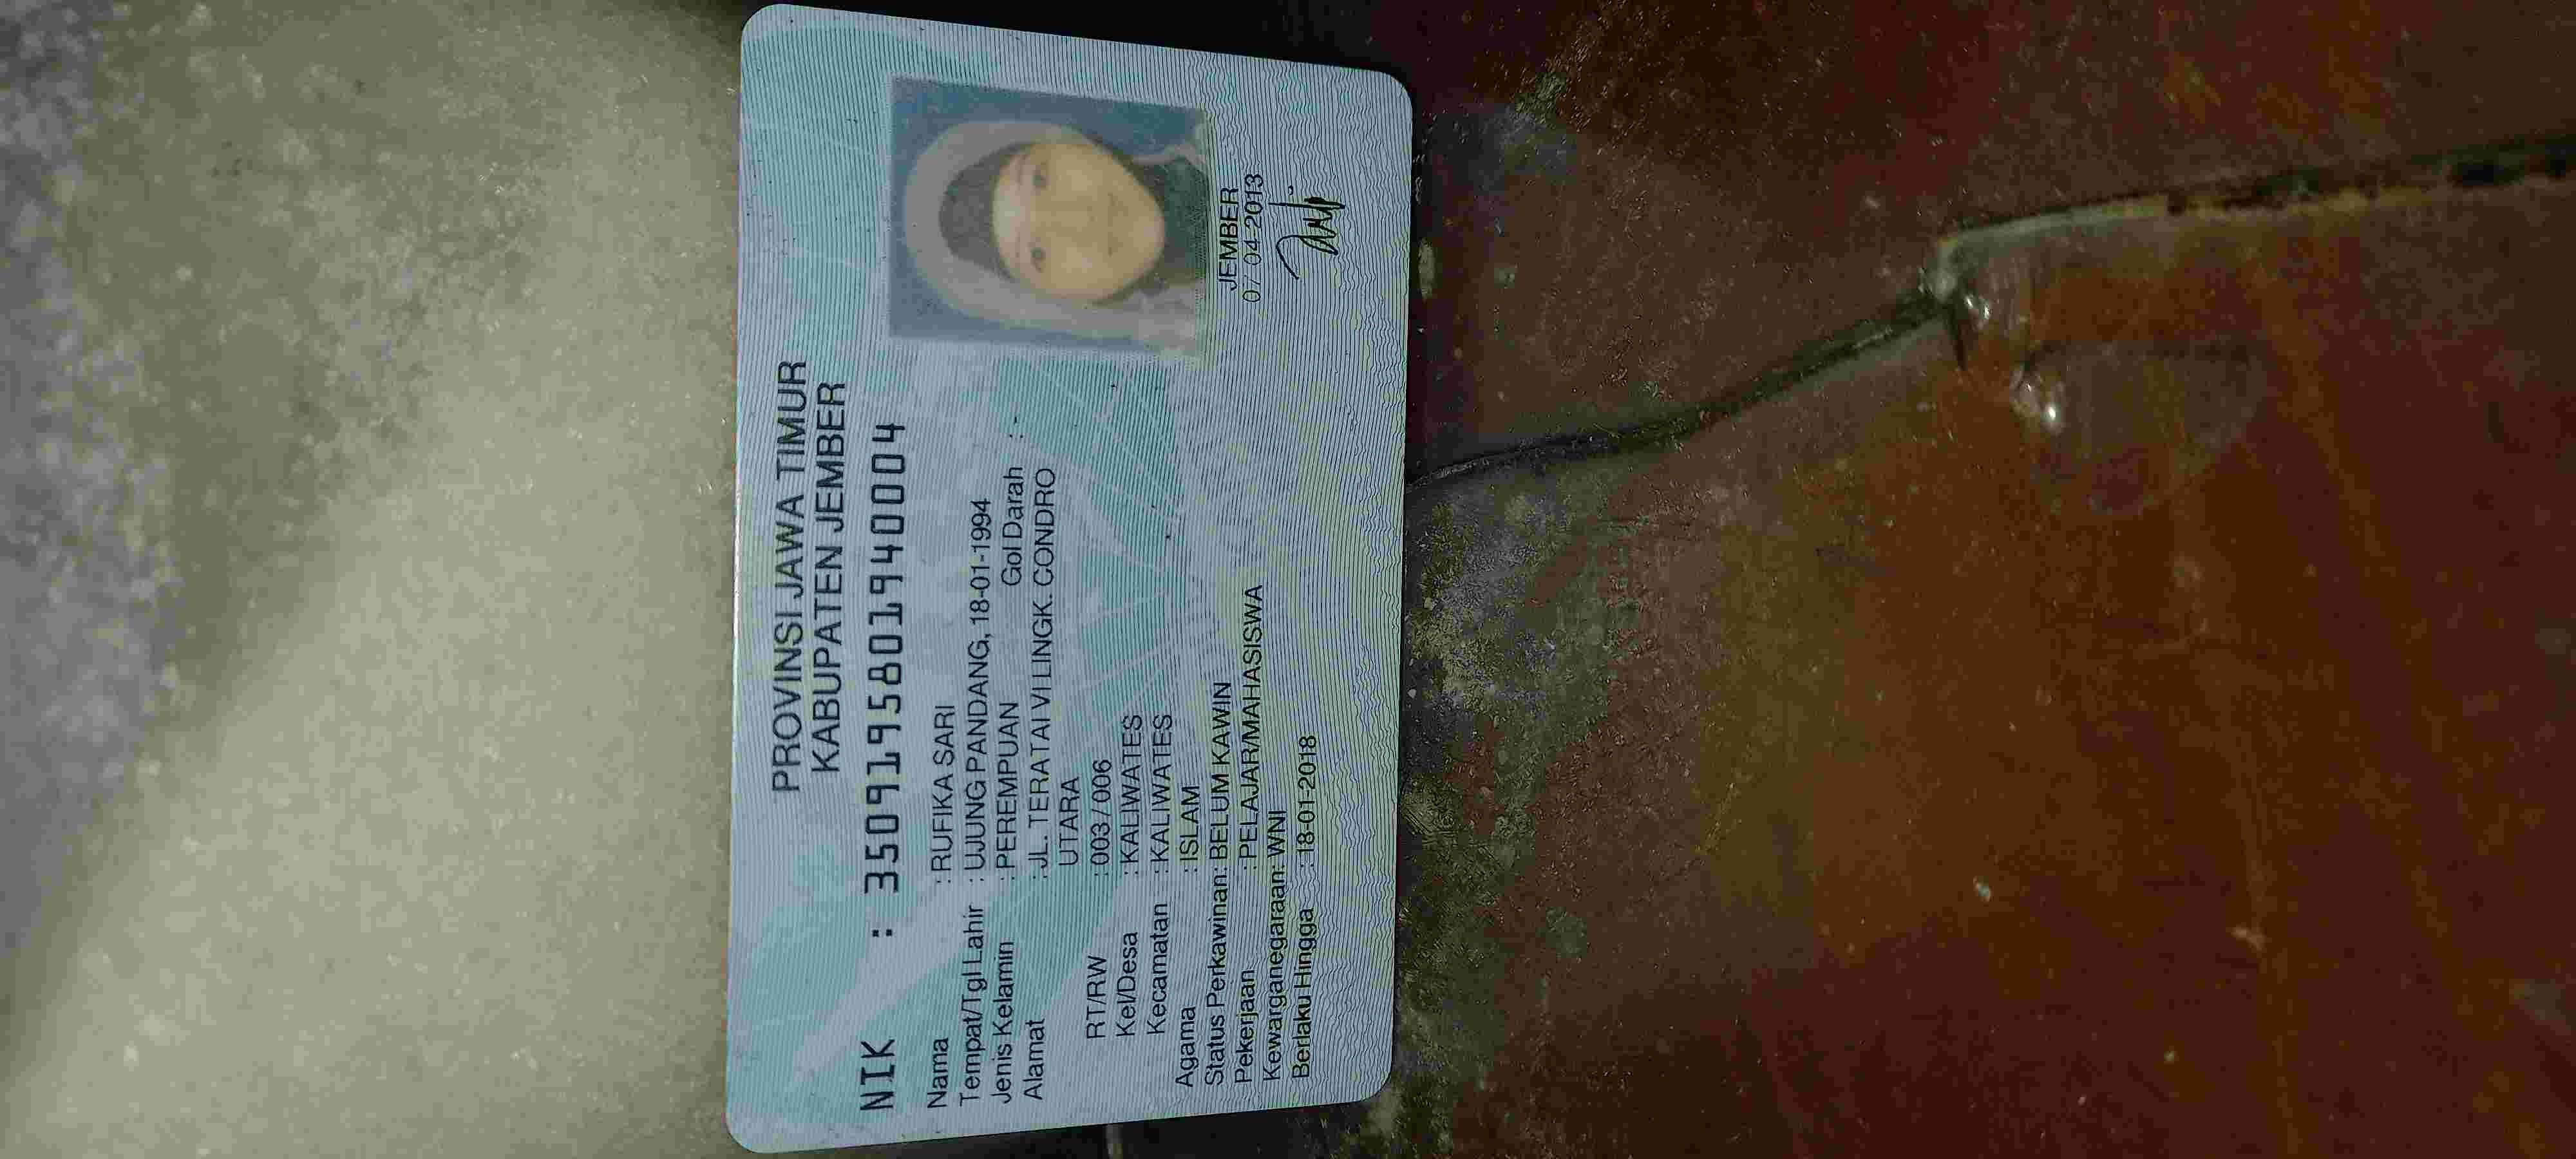 PROVINSI JAWA TIMUR
KABUPATEN JEMBER
NIK : 3509195801940004
Nama : RUFIKA SARI
Tempat/Tgl Lahir : UJUNG PANDANG, 18-01-1994
Jenis Kelamin : PEREMPUAN Gol Darah : -
Alamat : JL. TERATAI VI LINGK. CONDRO
UTARA
RT/RW : 003 / 006
Kel/Desa : KALIWATES
Kecamatan : KALIWATES
Agama : ISLAM
Status Perkawinan: BELUM KAWIN
Pekerjaan : PELAJAR/MAHASISWA
Kewarganegaraan: WNI
Berlaku Hingga : 18-01-2018
JEMBER
07 04 2013